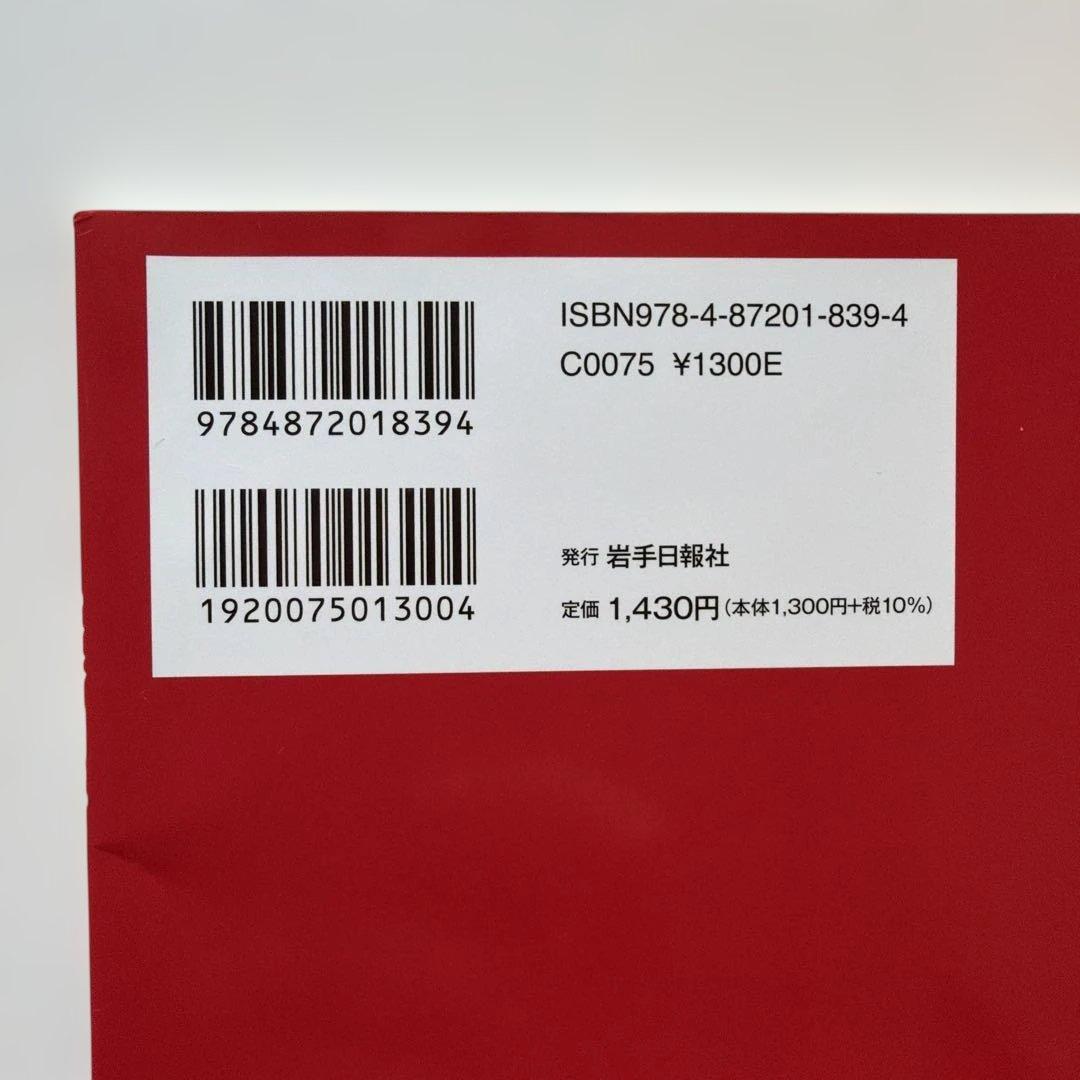 9784872018394
1920075013004
ISBN978-4-87201-839-4
C0075 ¥1300E
発行 岩手日報社
定価 1,430円(本体1,300円+税10%)